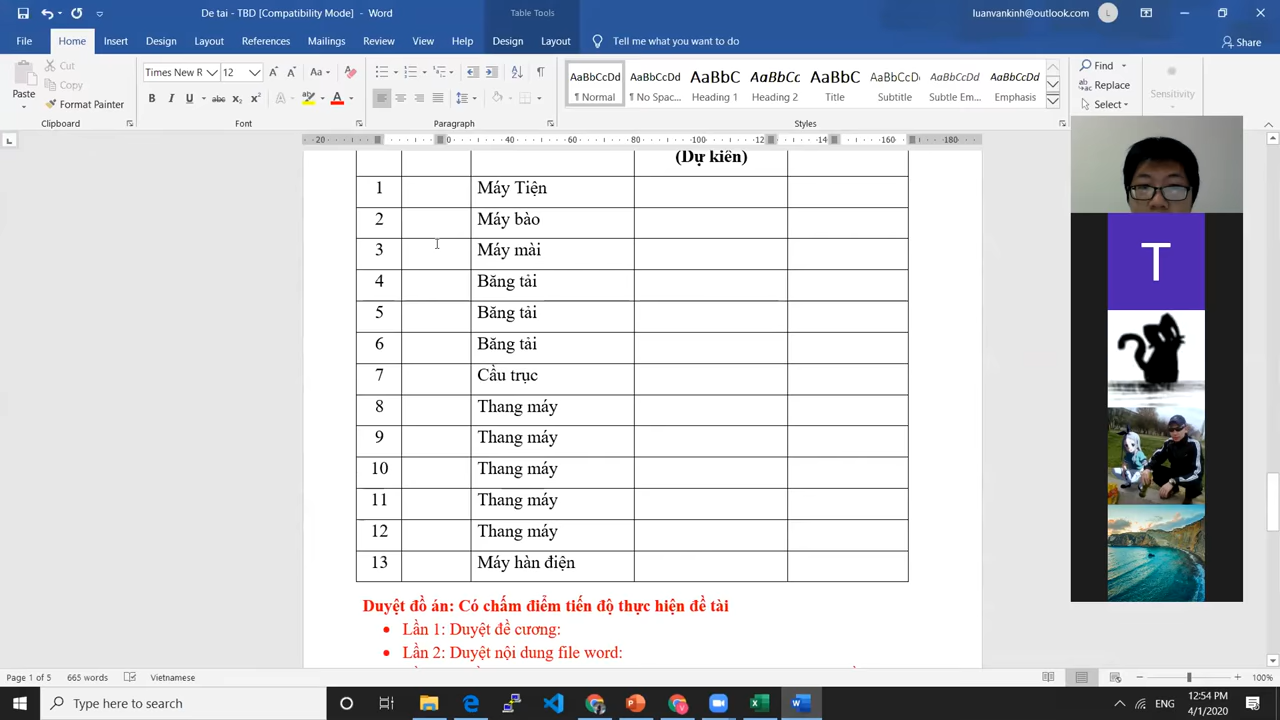 De tai - TBD [Compatibility Mode] - Word
Table Tools
luanvankinh@outlook.com
L
File
Home
Insert
Design
Layout
References
Mailings
Review
View
Help
Design
Layout
Tell me what you want to do
Share
Paste
Cut
Copy
Format Painter
Clipboard
Times New R
12
Font
Paragraph
AaBbCcDd
¶ Normal
AaBbCcDd
¶ No Spac...
AaBbC
Heading 1
AaBbCc
Heading 2
AaBbC
Title
AaBbCcD
Subtitle
AaBbCcDd
Subtle Em...
AaBbCcDd
Emphasis
Styles
Find
Replace
Select
Editing
Sensitivity
Sensitivity
(Dự kiến)
1 Máy Tiện
2 Máy bào
3 Máy mài
4 Băng tải
5 Băng tải
6 Băng tải
7 Cầu trục
8 Thang máy
9 Thang máy
10 Thang máy
11 Thang máy
12 Thang máy
13 Máy hàn điện
Duyệt đồ án: Có chấm điểm tiến độ thực hiện đề tài
• Lần 1: Duyệt đề cương:
• Lần 2: Duyệt nội dung file word:
T
Page 1 of 5
665 words
Vietnamese
100%
Type here to search
ENG
12:54 PM
4/1/2020